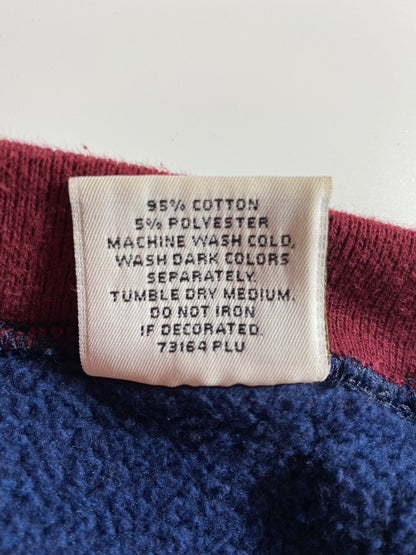 95% COTTON
5% POLYESTER
MACHINE WASH COLD,
WASH DARK COLORS
SEPARATELY.
TUMBLE DRY MEDIUM.
DO NOT IRON
IF DECORATED.
73164 PLU